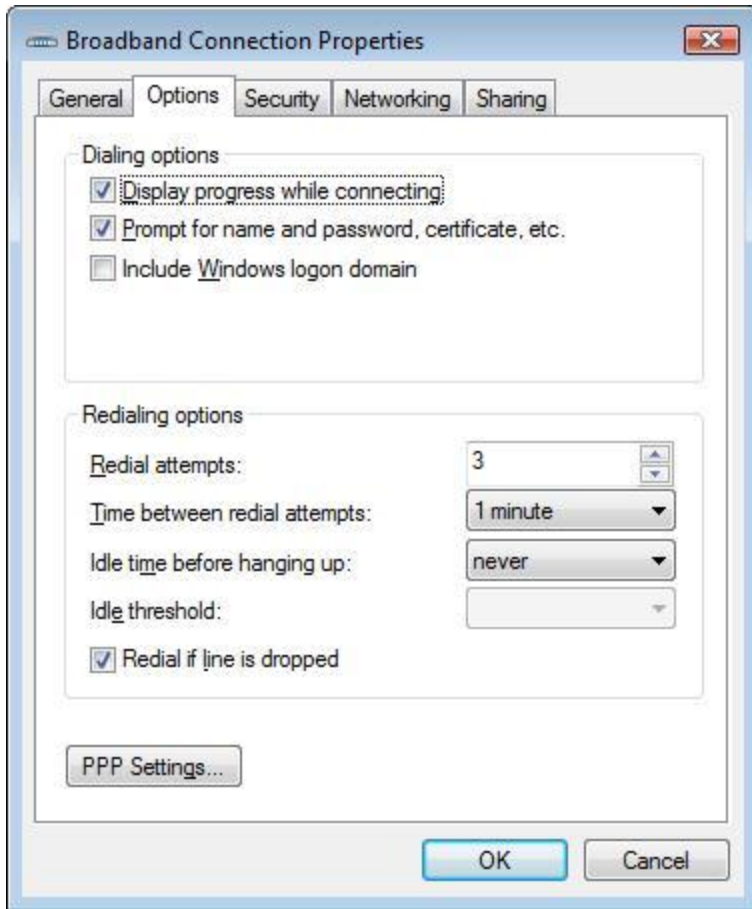 Broadband Connection Properties
General Options Security Networking Sharing
Dialing options
Display progress while connecting
Prompt for name and password, certificate, etc.
Include Windows logon domain
Redialing options
Redial attempts: 3
Time between redial attempts: 1 minute
Idle time before hanging up: never
Idle threshold:
Redial if line is dropped
PPP Settings...
OK Cancel